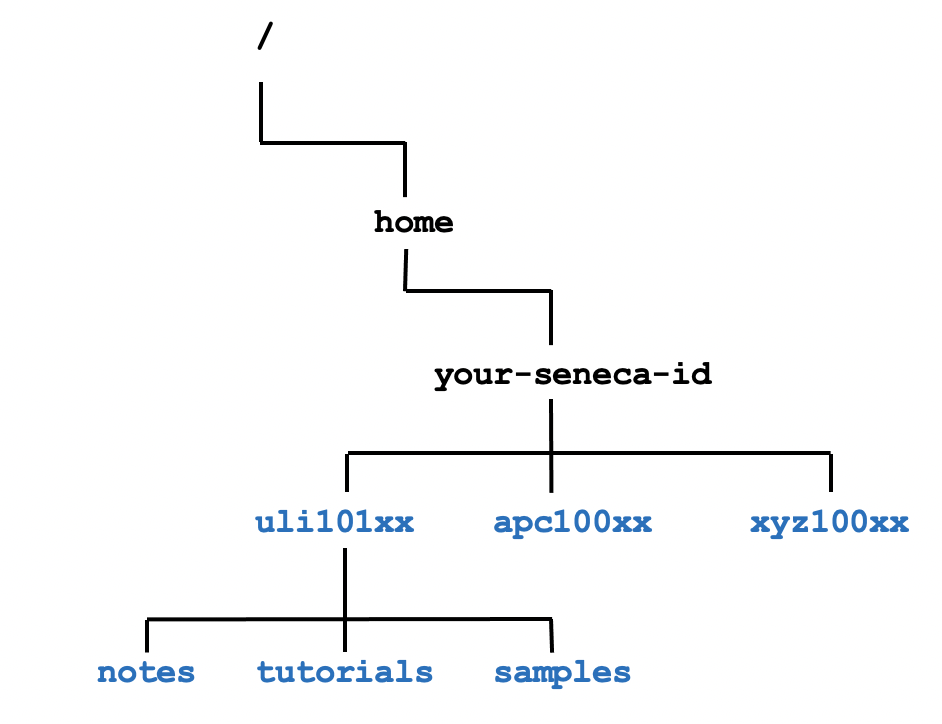 /
home
your-seneca-id
uli101xx apc100xx xyz100xx
notes tutorials samples